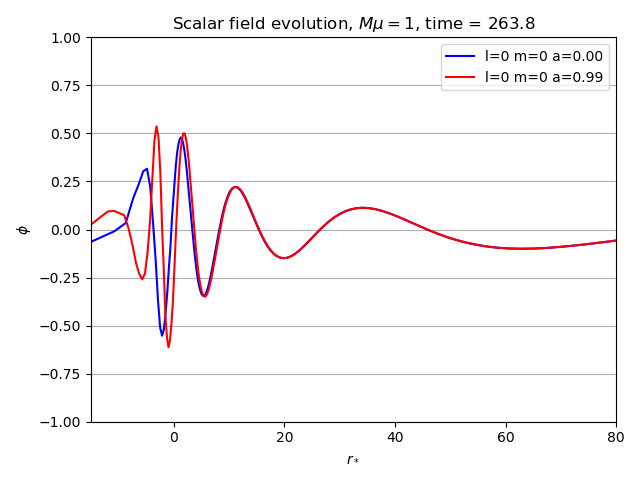 Scalar field evolution, Mμ = 1, time = 263.8
1.00
0.75
0.50
0.25
0.00
−0.25
−0.50
−0.75
−1.00
ϕ
l=0 m=0 a=0.00
l=0 m=0 a=0.99
0 20 40 60 80
r*